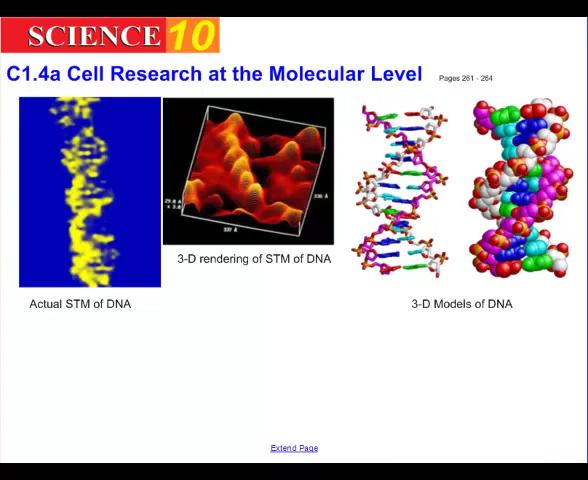 SCIENCE 10
C1.4a Cell Research at the Molecular Level Pages 261 - 264
337 Å
3-D rendering of STM of DNA
Actual STM of DNA
3-D Models of DNA
Extend Page